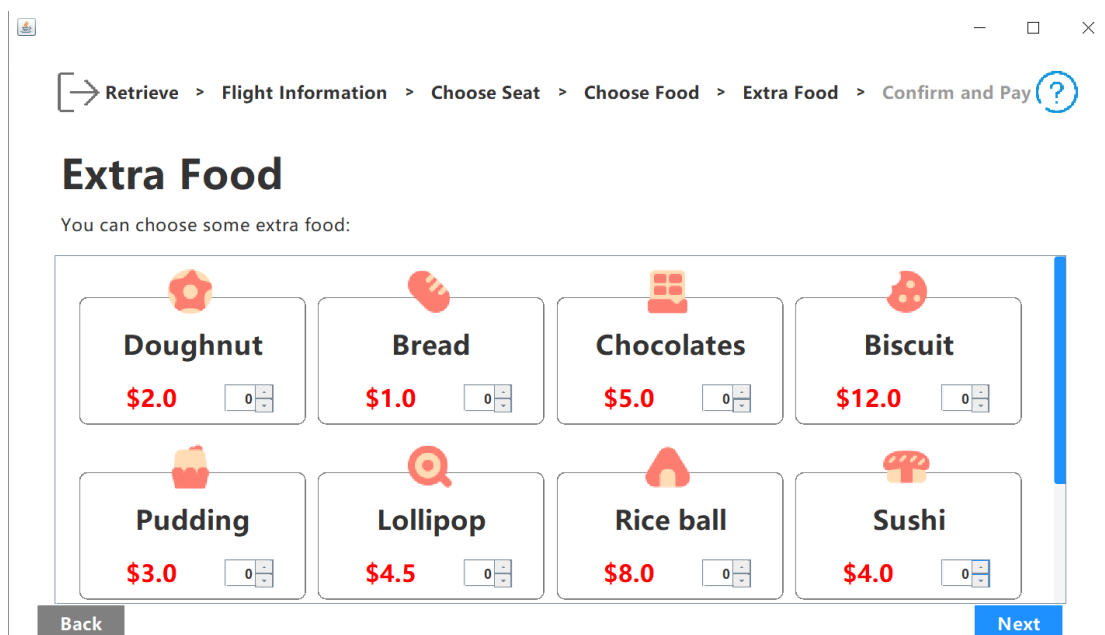 Retrieve > Flight Information > Choose Seat > Choose Food > Extra Food > Confirm and Pay ?
Extra Food
You can choose some extra food:
Doughnut Bread Chocolates Biscuit
$2.0 0 $1.0 0 $5.0 0 $12.0 0
Pudding Lollipop Rice ball Sushi
$3.0 0 $4.5 0 $8.0 0 $4.0 0
Back Next